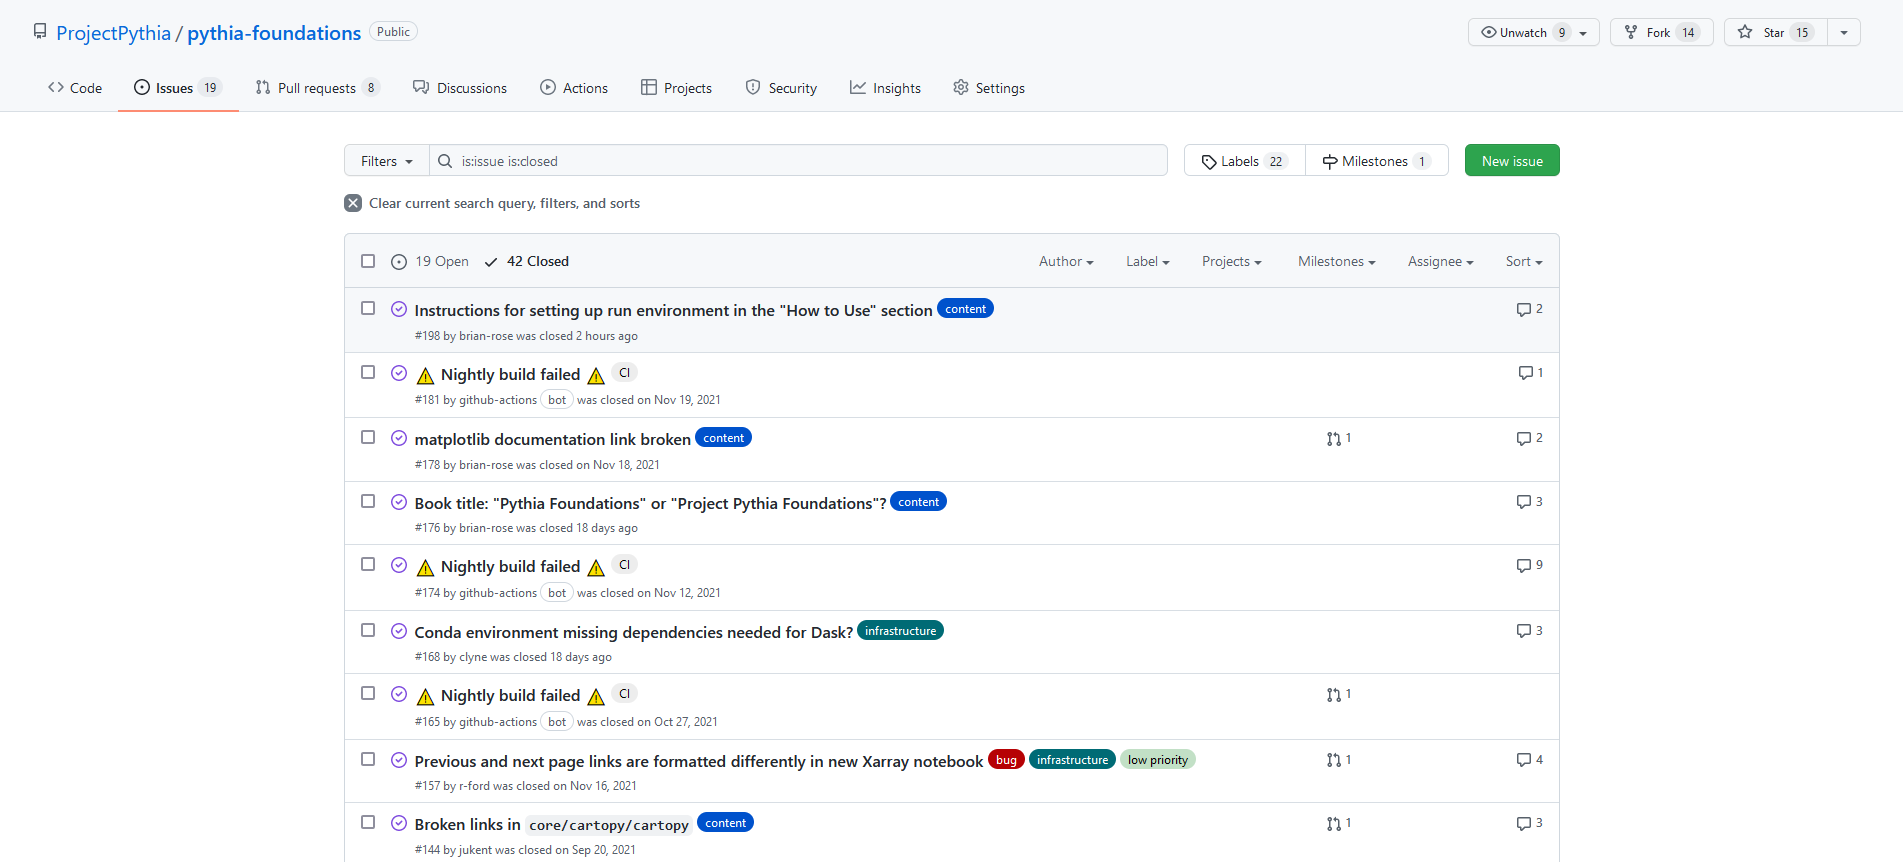 ProjectPythia / pythia-foundations Public
Unwatch 9 Fork 14 Star 15
Code Issues 19 Pull requests 8 Discussions Actions Projects Security Insights Settings
Filters is:issue is:closed Labels 22 Milestones 1 New issue
Clear current search query, filters, and sorts
19 Open 42 Closed Author Label Projects Milestones Assignee Sort
Instructions for setting up run environment in the "How to Use" section content 2
#198 by brian-rose was closed 2 hours ago
⚠ Nightly build failed ⚠ CI 1
#181 by github-actions bot was closed on Nov 19, 2021
matplotlib documentation link broken content 1 2
#178 by brian-rose was closed on Nov 18, 2021
Book title: "Pythia Foundations" or "Project Pythia Foundations"? content 3
#176 by brian-rose was closed 18 days ago
⚠ Nightly build failed ⚠ CI 9
#174 by github-actions bot was closed on Nov 12, 2021
Conda environment missing dependencies needed for Dask? infrastructure 3
#168 by clyne was closed 18 days ago
⚠ Nightly build failed ⚠ CI 1
#165 by github-actions bot was closed on Oct 27, 2021
Previous and next page links are formatted differently in new Xarray notebook bug infrastructure low priority 1 4
#157 by r-ford was closed on Nov 16, 2021
Broken links in core/cartopy/cartopy content 1 3
#144 by jukent was closed on Sep 20, 2021